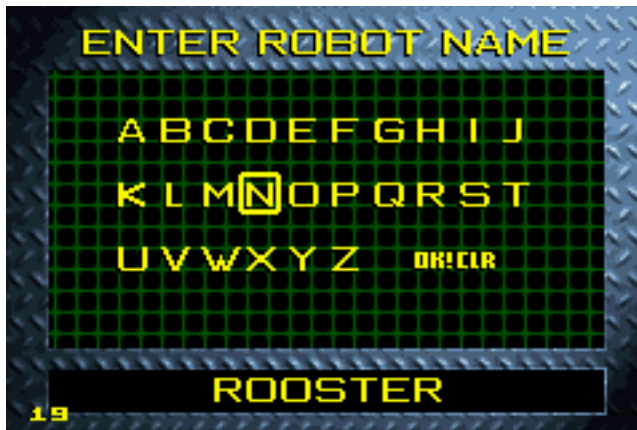 ENTER ROBOT NAME
A B C D E F G H I J
K L M N O P Q R S T
U V W X Y Z OK! CLR
ROOSTER
19